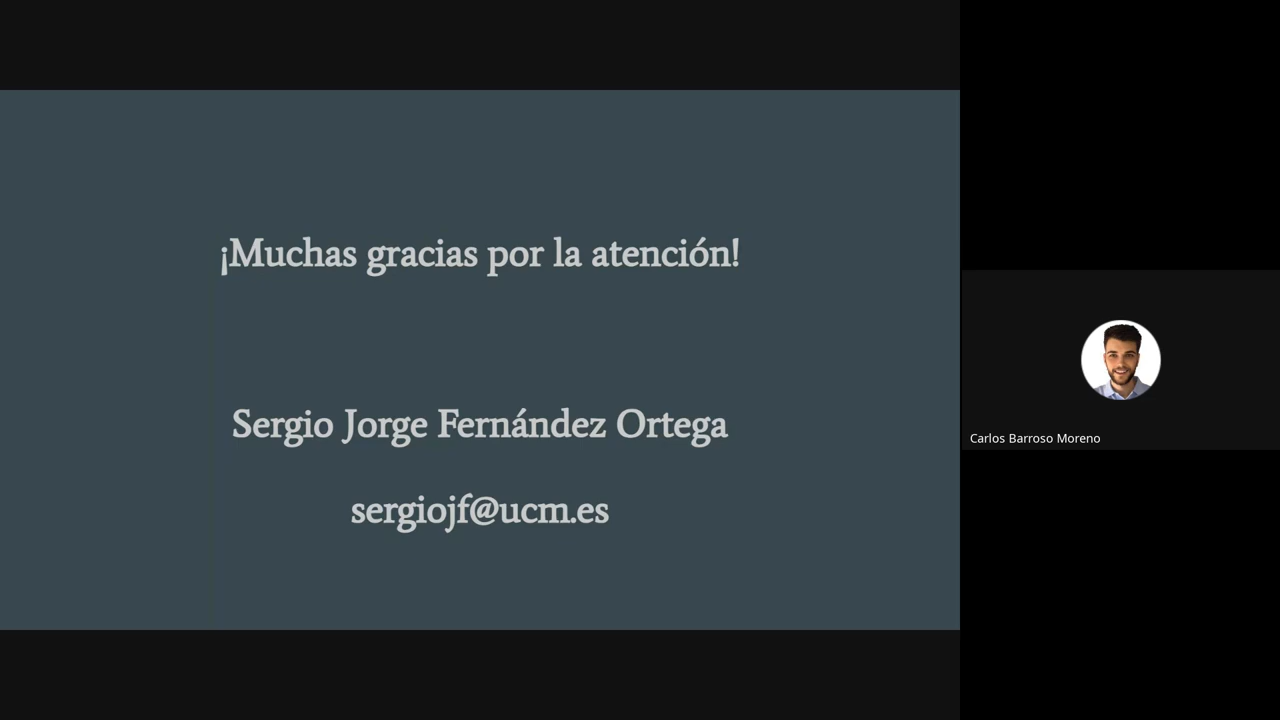 ¡Muchas gracias por la atención!
Sergio Jorge Fernández Ortega
sergiojf@ucm.es
Carlos Barroso Moreno